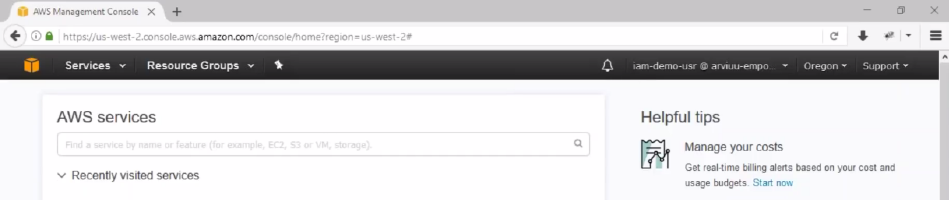 AWS Management Console
https://us-west-2.console.aws.amazon.com/console/home?region=us-west-2#
Services Resource Groups iam-demo-usr @ Oregon Support
AWS services
Find a service by name or feature (for example, EC2, S3 or VM, storage).
Recently visited services
Helpful tips
Manage your costs
Get real-time billing alerts based on your cost and
usage budgets. Start now